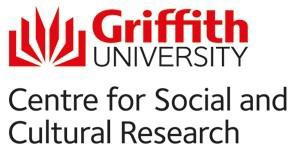 Griffith
UNIVERSITY
Centre for Social and
Cultural Research